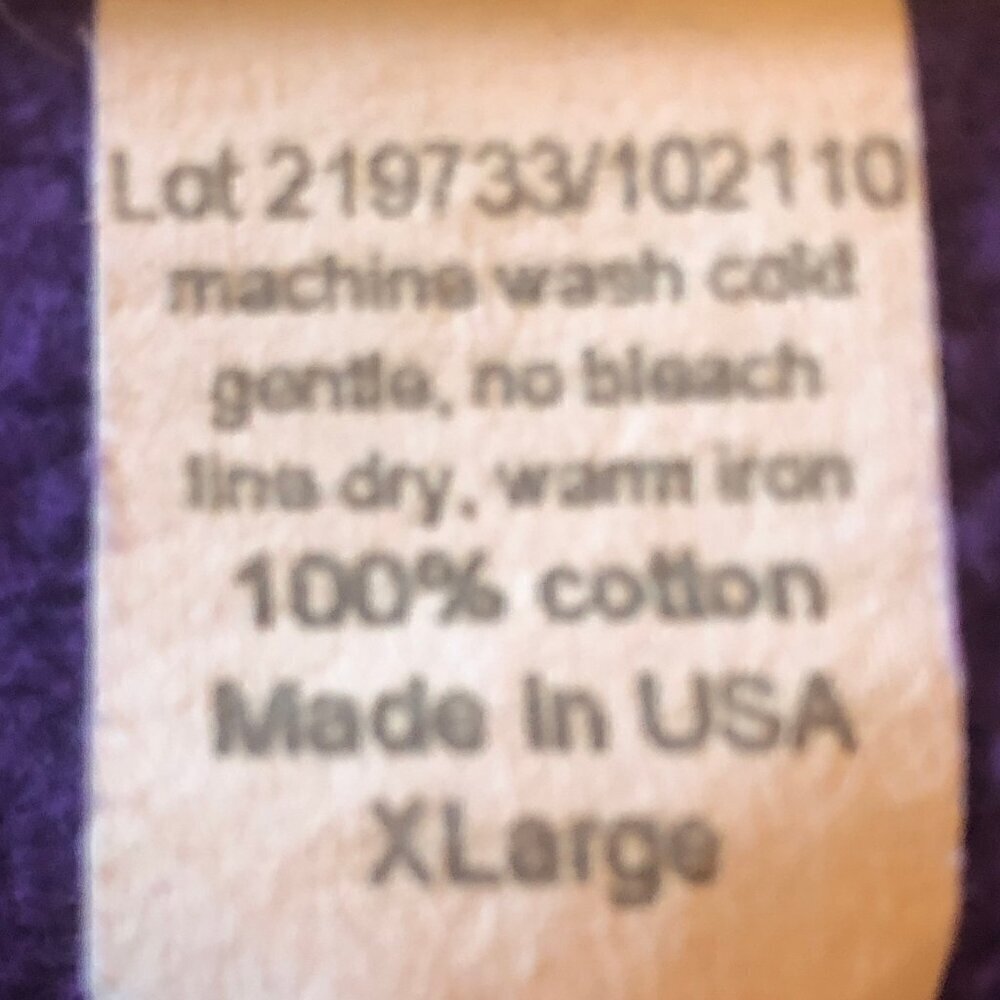 Lot 219733/102110
machine wash cold
gentle, no bleach
line dry, warm iron
100% cotton
Made In USA
XLarge